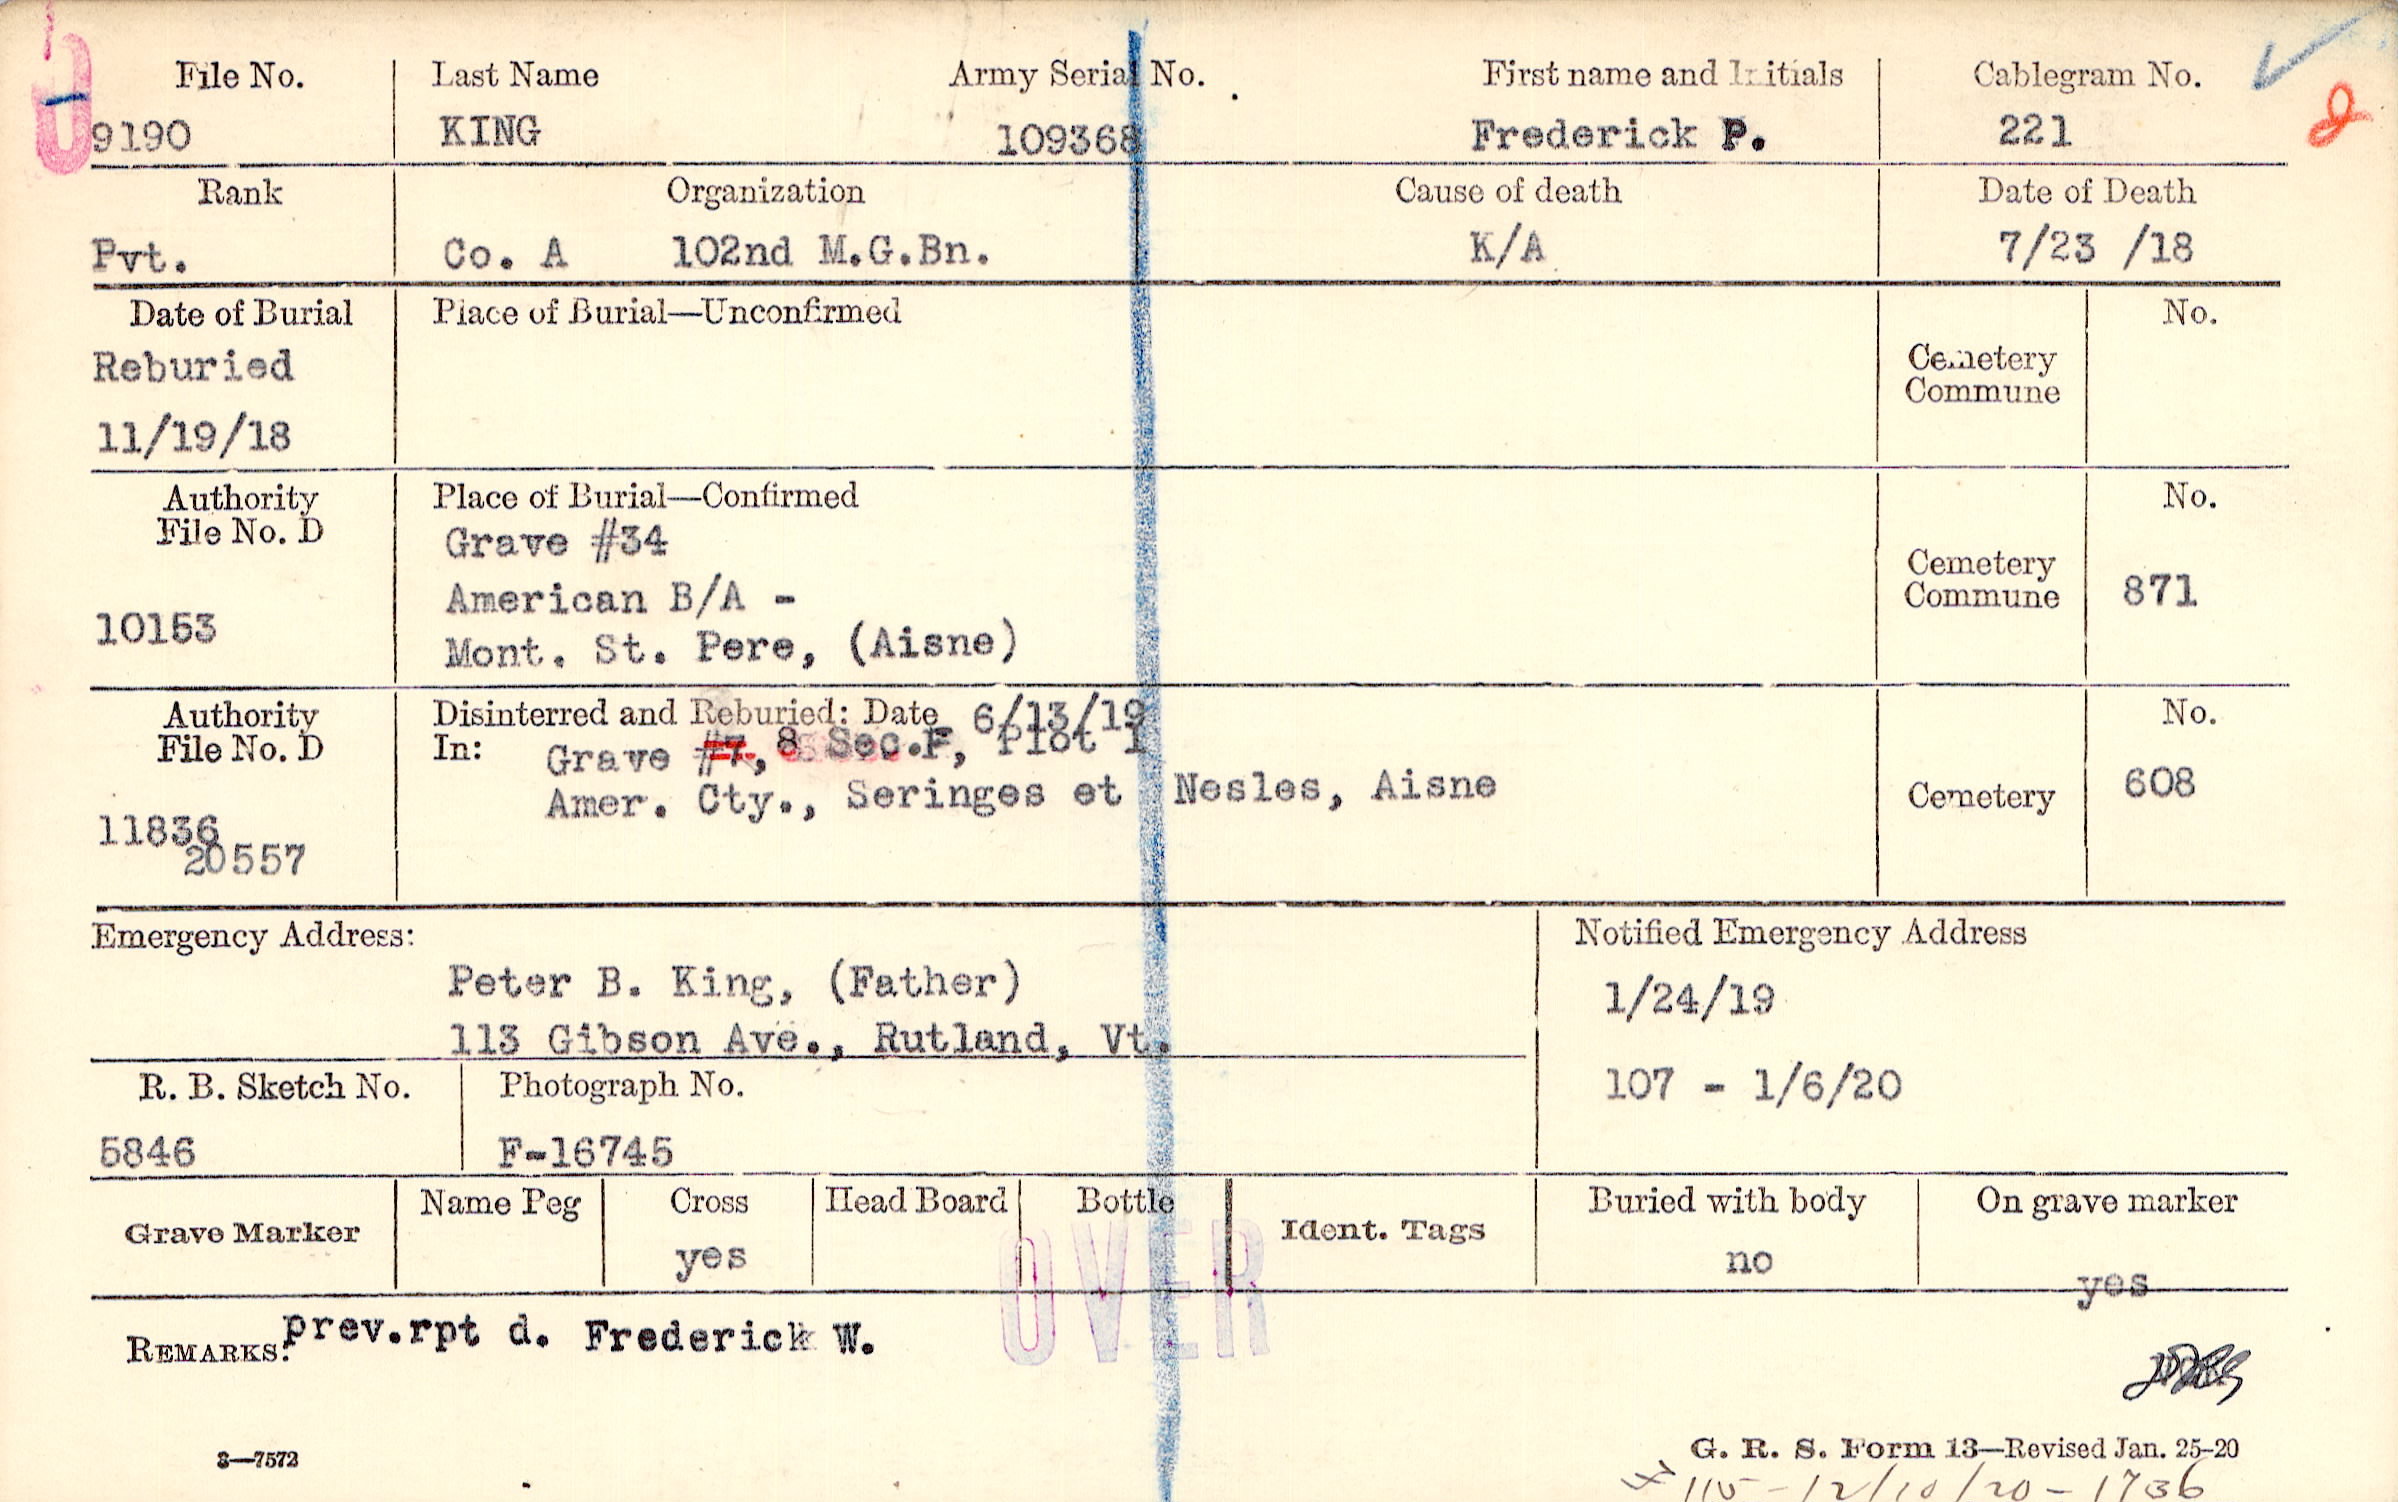 File No. Last Name Army Serial No. First name and Initials Cablegram No.
9190 KING 109368 Frederick P. 221
2
Rank Organization Cause of death Date of Death
Pvt. Co. A 102nd M.G.Bn. K/A 7/23 /18
Date of Burial Place of Burial—Unconfirmed No.
Reburied
Cemetery
Commune
11/19/18
Authority Place of Burial—Confirmed No.
File No. D
Grave #34
American B/A -
Cemetery
Commune 871
10153
Mont. St. Pere, (Aisne)
Authority Disinterred and Reburied: Date 6/13/19 No.
File No. D In: Grave #7, 8 Sec.F, Plot 1
Amer. Cty., Seringes et Nesles, Aisne
Cemetery 608
11836
20557
Emergency Address: Notified Emergency Address
Peter B. King, (Father) 1/24/19
113 Gibson Ave., Rutland, Vt.
R. B. Sketch No. Photograph No. 107 - 1/6/20
5846 F-16745
Grave Marker Name Peg Cross Head Board Bottle Ident. Tags Buried with body On grave marker
yes no yes
OVER
REMARKS: prev.rpt d. Frederick W.
3—7572 G. R. S. Form 13—Revised Jan. 25-20
115-12/10/20-1736